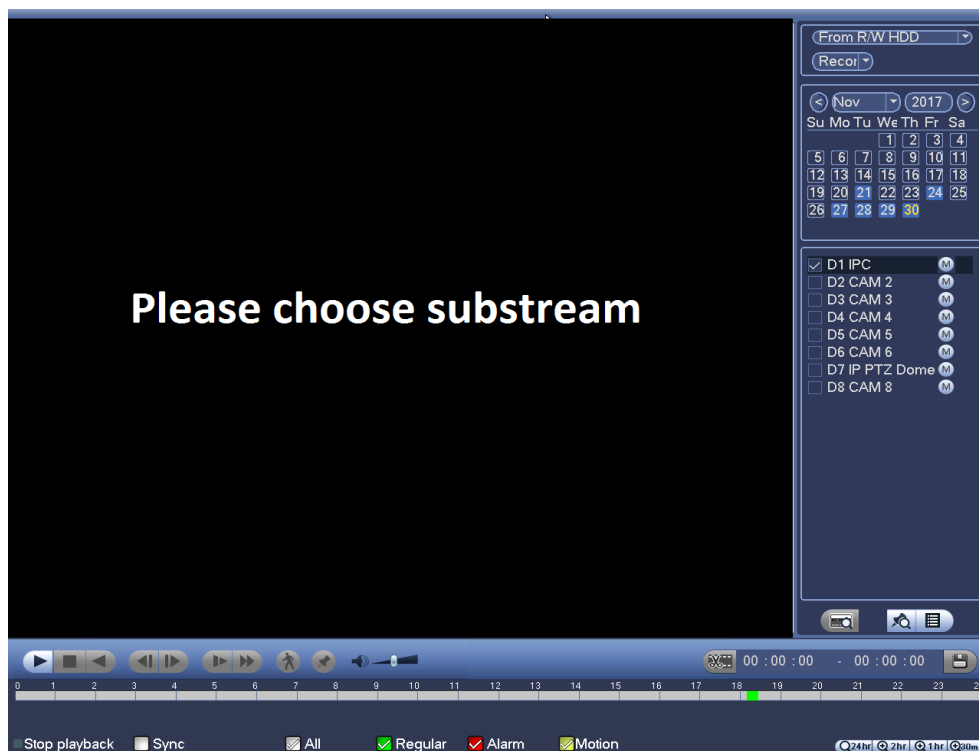 From R/W HDD
Recor
< Nov 2017 >
Su Mo Tu We Th Fr Sa
1 2 3 4
5 6 7 8 9 10 11
12 13 14 15 16 17 18
19 20 21 22 23 24 25
26 27 28 29 30
Please choose substream
D1 IPC M
D2 CAM 2 M
D3 CAM 3 M
D4 CAM 4 M
D5 CAM 5 M
D6 CAM 6 M
D7 IP PTZ Dome M
D8 CAM 8 M
00 :00 :00 - 00 :00 :00
0 1 2 3 4 5 6 7 8 9 10 11 12 13 14 15 16 17 18 19 20 21 22 23 2
Stop playback Sync All Regular Alarm Motion 24hr 2hr 1hr